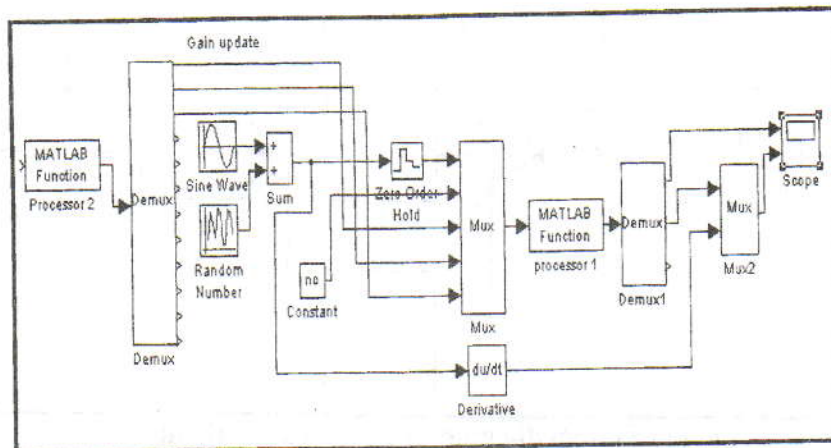 Gain update
MATLAB
Function
Processor 2
Demux
Demux
Sine Wave
+
+
Sum
Random
Number
Zero-Order
Hold
no
Constant
Mux
Mux
MATLAB
Function
processor 1
Demux
Demux1
Mux
Mux2
Scope
du/dt
Derivative